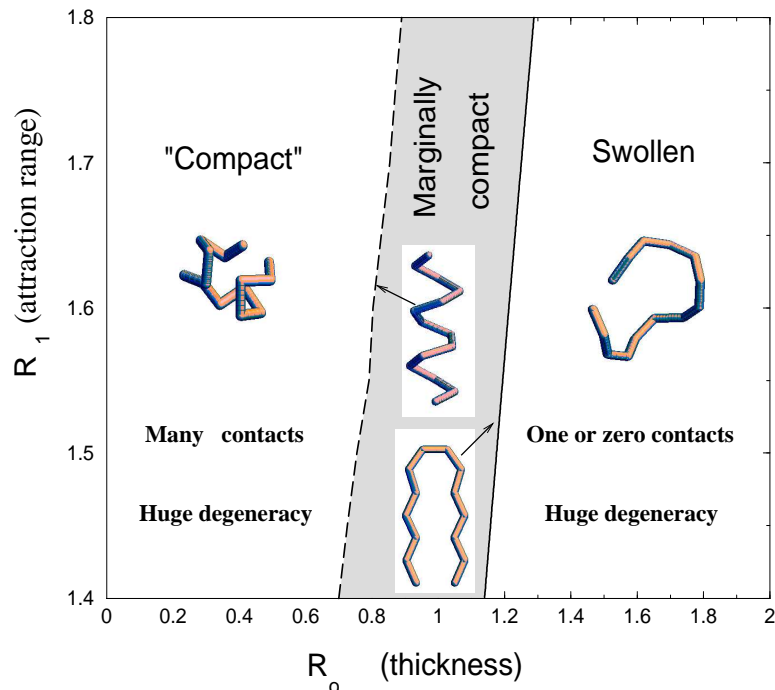 1.8
1.7
1.6
1.5
1.4
R1 (attraction range)
"Compact"
Marginally
compact
Swollen
Many contacts
Huge degeneracy
One or zero contacts
Huge degeneracy
0 0.2 0.4 0.6 0.8 1 1.2 1.4 1.6 1.8 2
Ro (thickness)